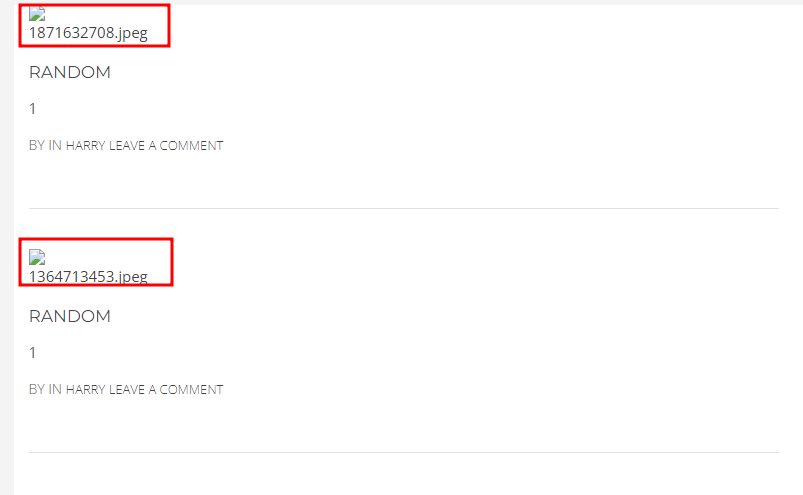 1871632708.jpeg
RANDOM
1
BY IN HARRY LEAVE A COMMENT
1364713453.jpeg
RANDOM
1
BY IN HARRY LEAVE A COMMENT